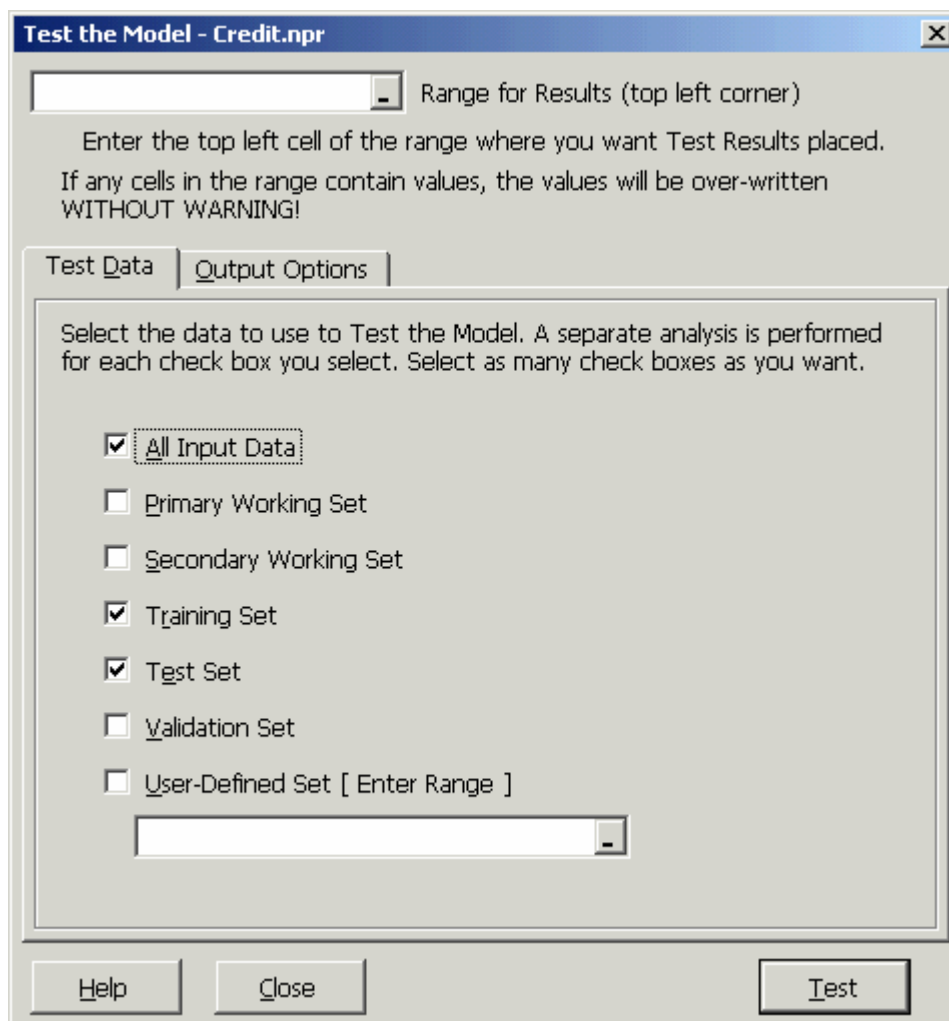 Test the Model - Credit.npr
Range for Results (top left corner)
Enter the top left cell of the range where you want Test Results placed.
If any cells in the range contain values, the values will be over-written
WITHOUT WARNING!
Test Data
Output Options
Select the data to use to Test the Model. A separate analysis is performed
for each check box you select. Select as many check boxes as you want.
All Input Data
Primary Working Set
Secondary Working Set
Training Set
Test Set
Validation Set
User-Defined Set [ Enter Range ]
Help
Close
Test